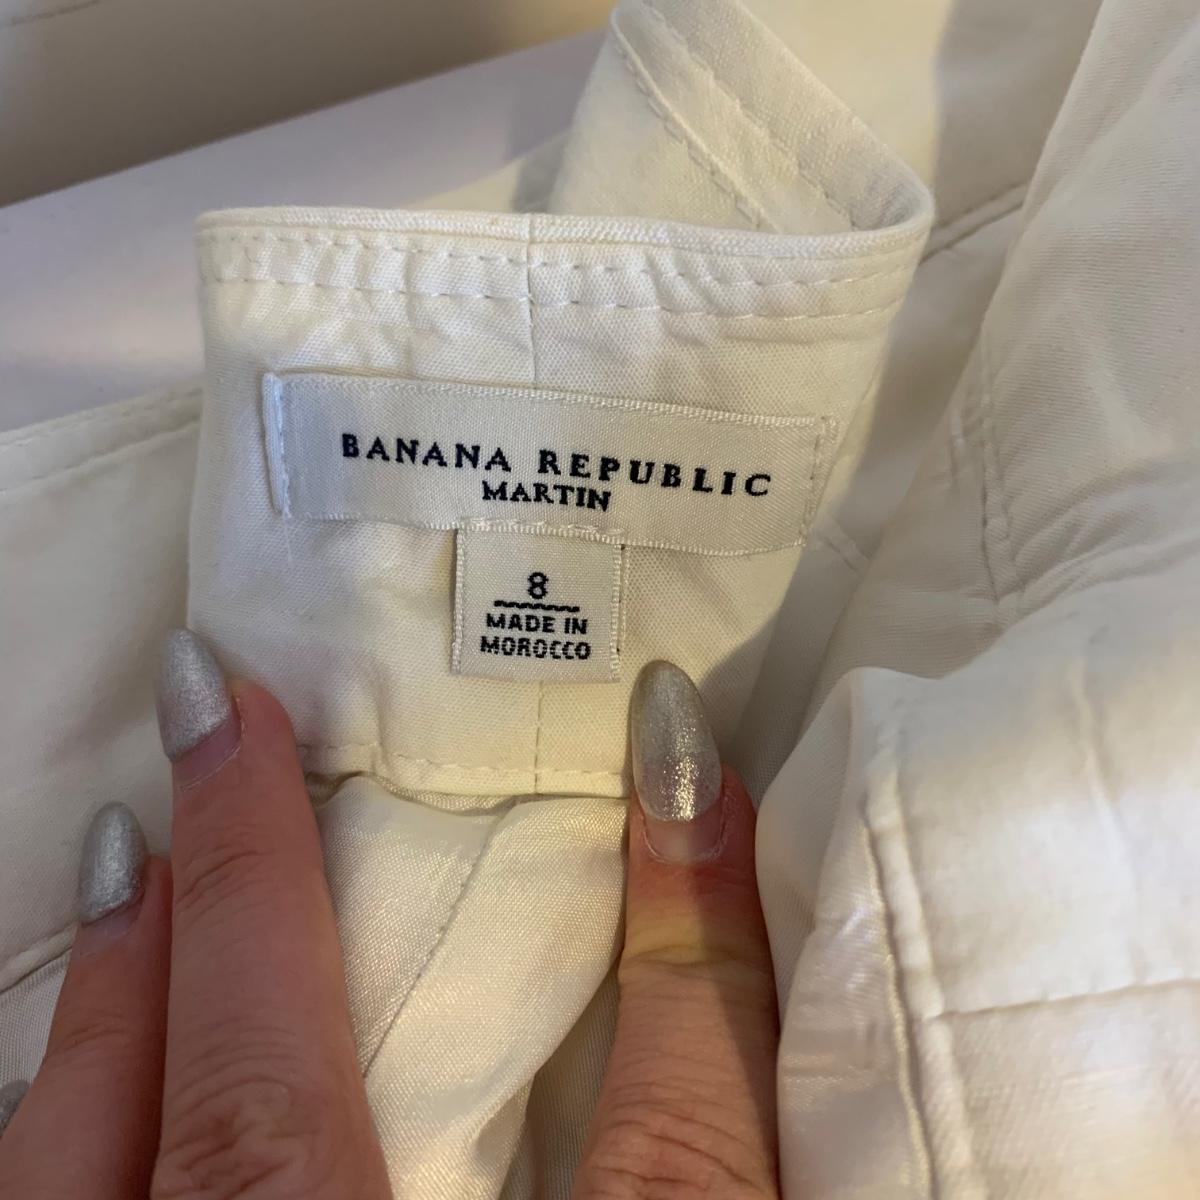 BANANA REPUBLIC
MARTIN
8
MADE IN
MOROCCO